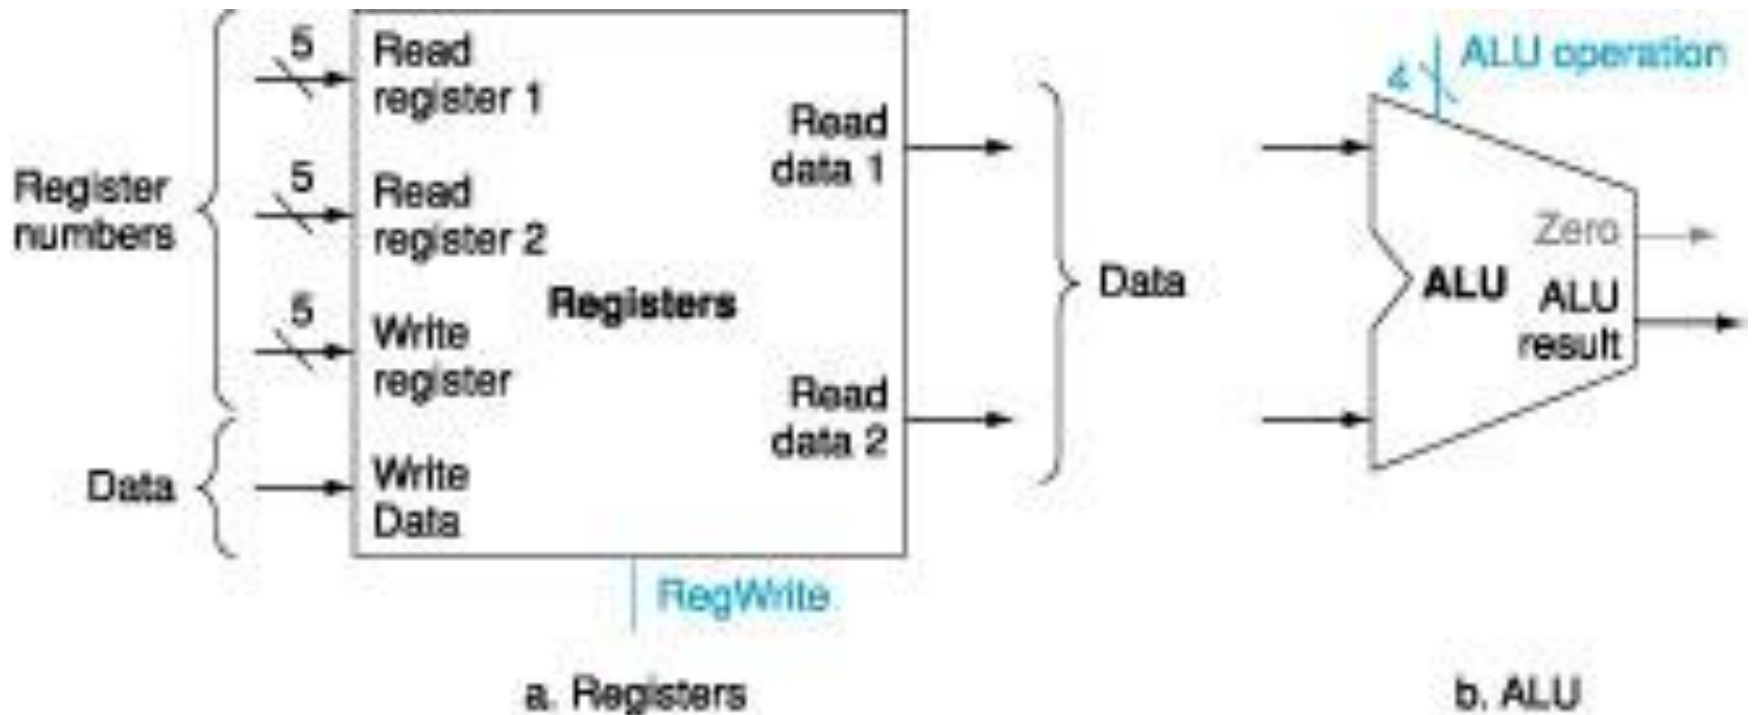 Register
numbers
Data
5
Read
register 1
5
Read
register 2
5
Write
register
Write
Data
Registers
Read
data 1
Read
data 2
RegWrite
a. Registers
Data
4
ALU operation
Zero
ALU
ALU
result
b. ALU